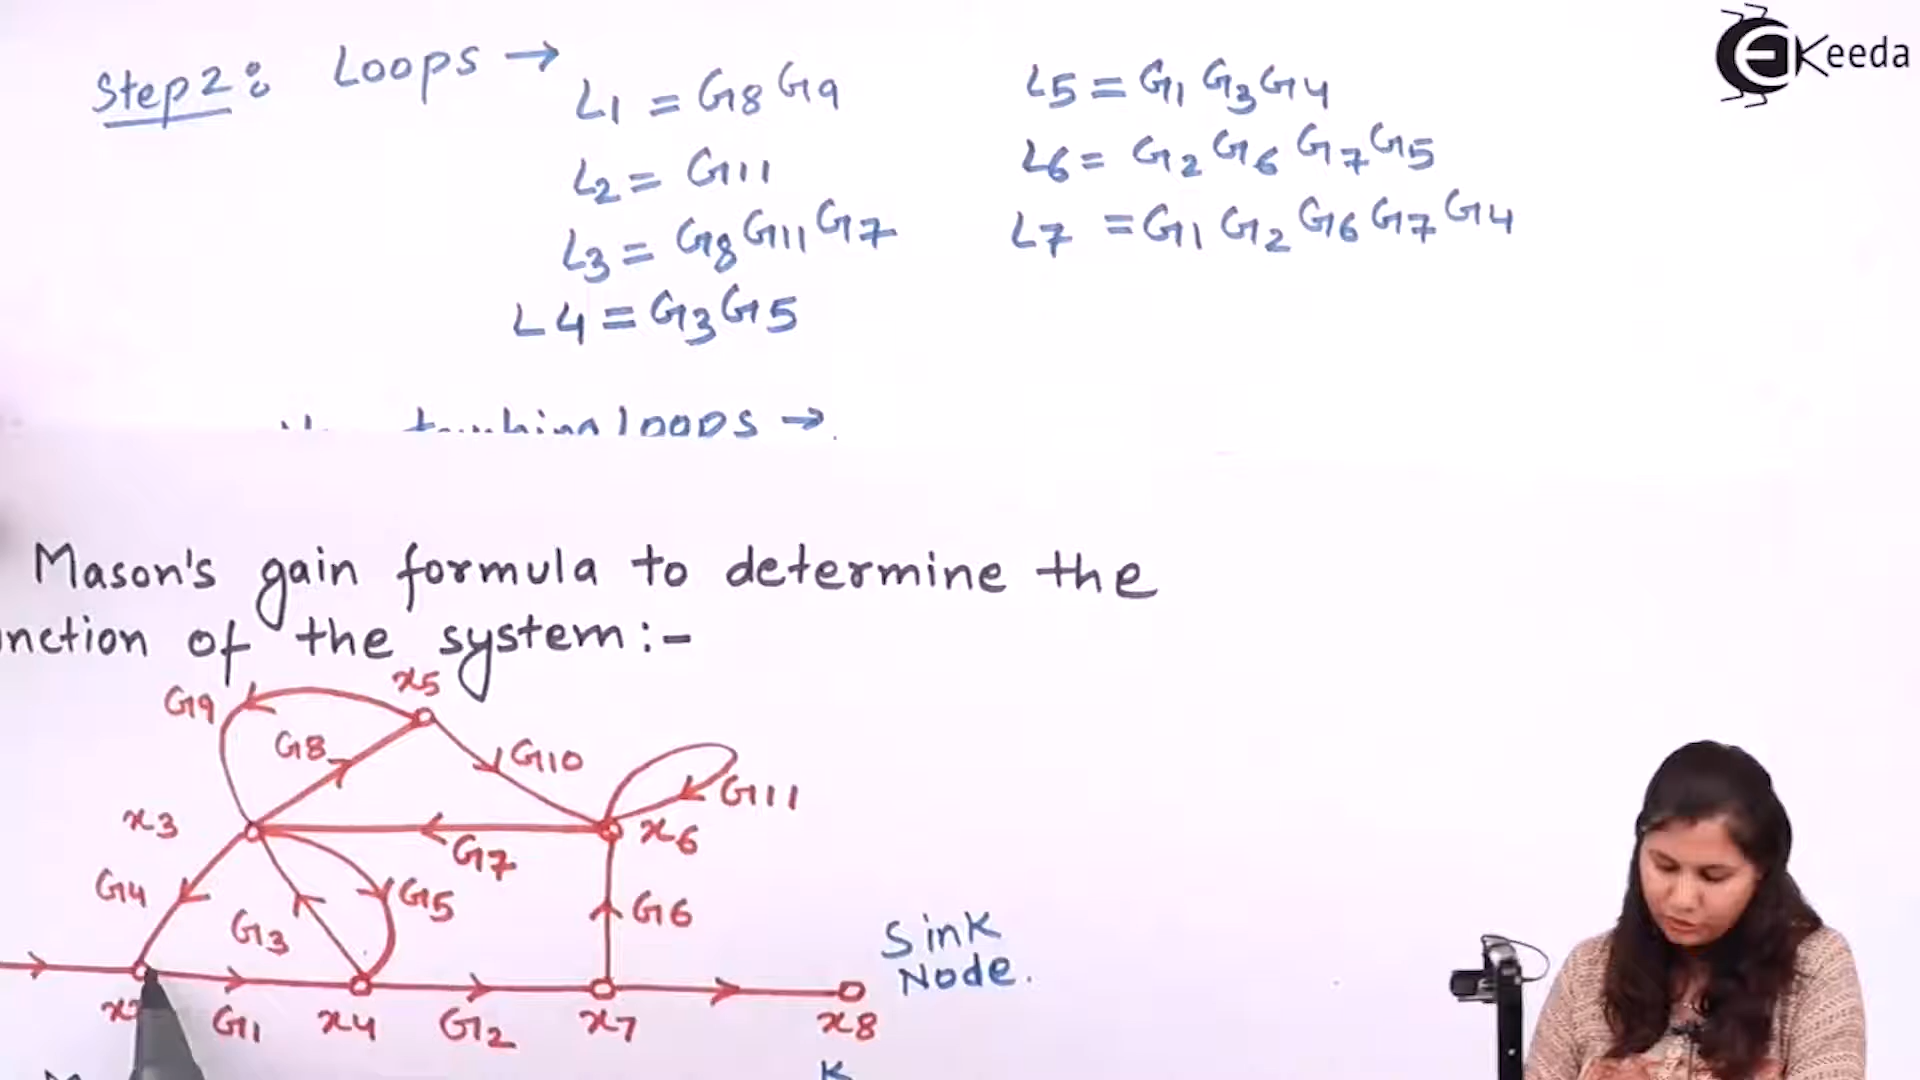 Keeda
Step2: Loops →
L1 = G8 G9
L2 = G11
L3 = G8 G11 G7
L4 = G3 G5
L5 = G1 G3 G4
L6 = G2 G6 G7 G5
L7 = G1 G2 G6 G7 G4
loops →
Mason's gain formula to determine the
nction of the system:-
x5
G9
G8
G10
G11
x3
x6
G7
G4
G5
G3
G6
Sink
Node.
G1
x4
G2
x7
x8